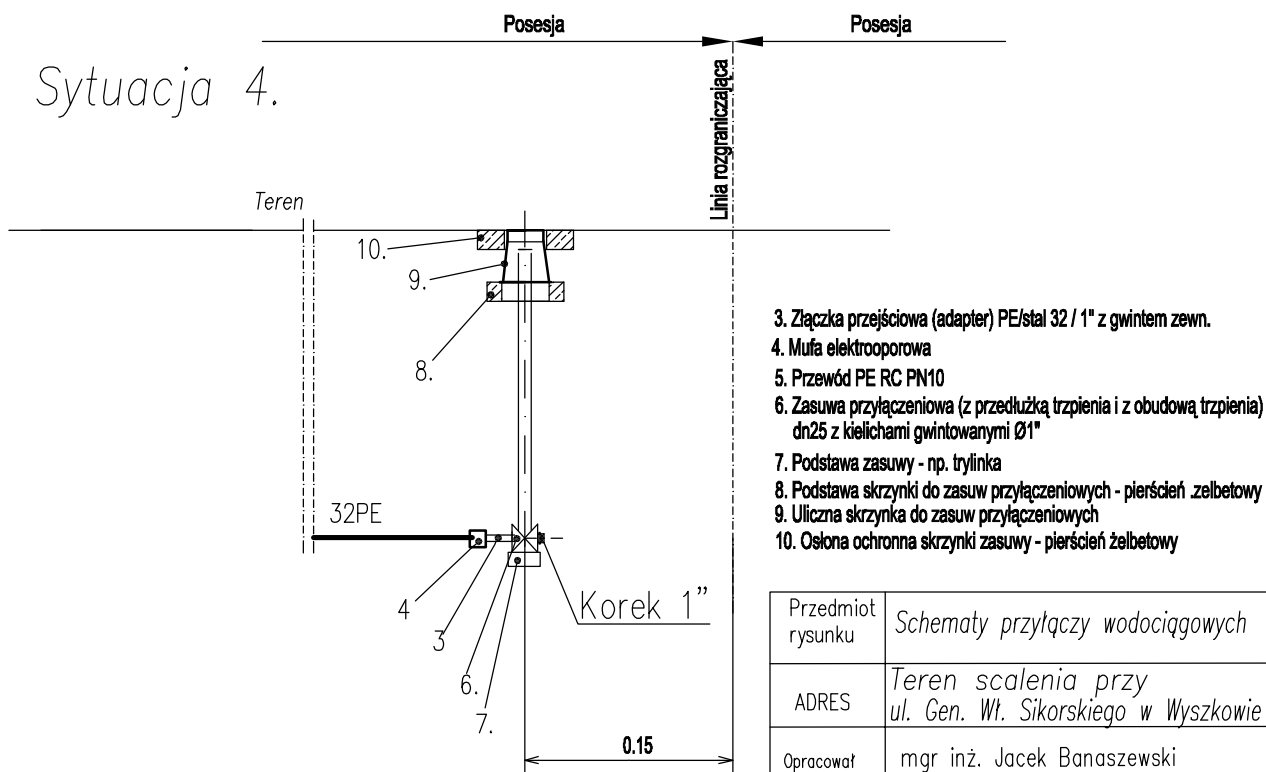 Posesja
Posesja
Sytuacja 4.
Linia rozgraniczająca
Teren
10.
9.
8.
32PE
4
3
6.
7.
Korek 1”
0.15
3. Złączka przejściowa (adapter) PE/stal 32 / 1" z gwintem zewn.
4. Mufa elektrooporowa
5. Przewód PE RC PN10
6. Zasuwa przyłączeniowa (z przedłużką trzpienia i z obudową trzpienia)
dn25 z kielichami gwintowanymi Ø1"
7. Podstawa zasuwy - np. trylinka
8. Podstawa skrzynki do zasuw przyłączeniowych - pierścień .zelbetowy
9. Uliczna skrzynka do zasuw przyłączeniowych
10. Osłona ochronna skrzynki zasuwy - pierścień żelbetowy
Przedmiot
rysunku
Schematy przyłączy wodociągowych
ADRES
Teren scalenia przy
ul. Gen. Wł. Sikorskiego w Wyszkowie
Opracował
mgr inż. Jacek Banaszewski